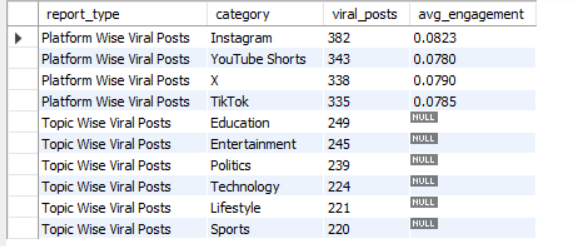 report_type category viral_posts avg_engagement
Platform Wise Viral Posts Instagram 382 0.0823
Platform Wise Viral Posts YouTube Shorts 343 0.0780
Platform Wise Viral Posts X 338 0.0790
Platform Wise Viral Posts TikTok 335 0.0785
Topic Wise Viral Posts Education 249 NULL
Topic Wise Viral Posts Entertainment 245 NULL
Topic Wise Viral Posts Politics 239 NULL
Topic Wise Viral Posts Technology 224 NULL
Topic Wise Viral Posts Lifestyle 221 NULL
Topic Wise Viral Posts Sports 220 NULL